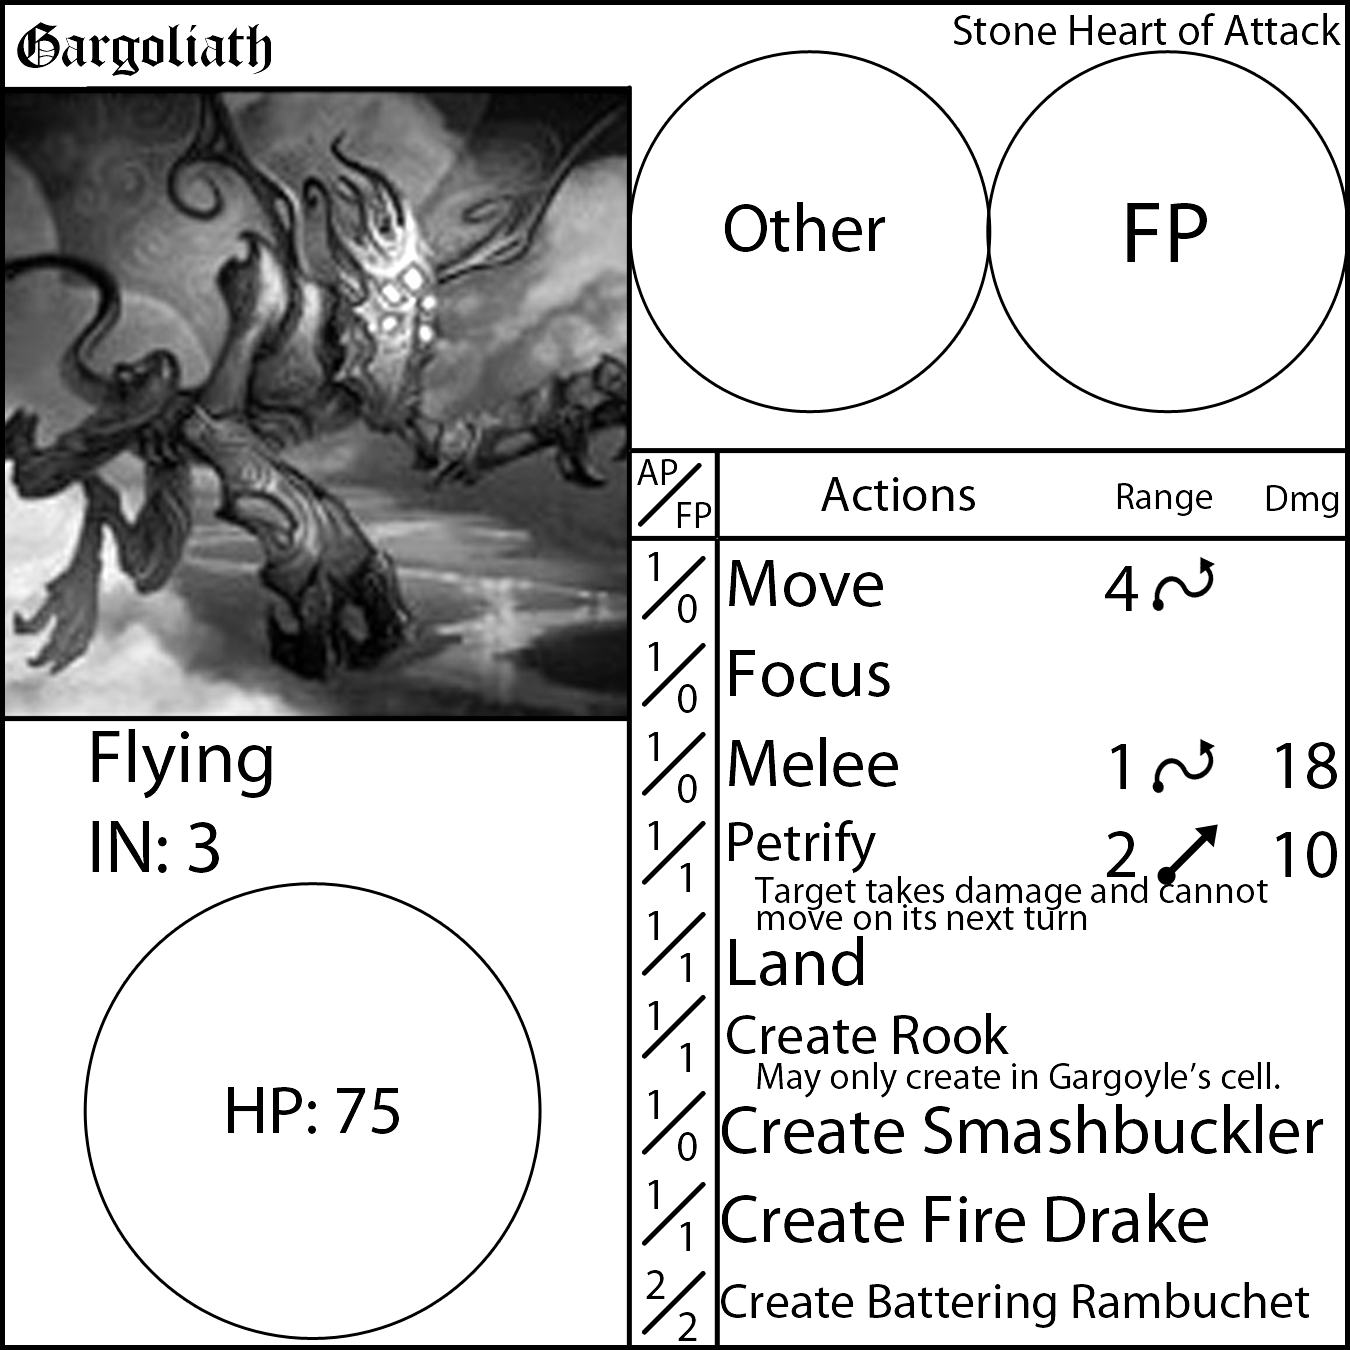 Gargoliath
Stone Heart of Attack
Other
FP
AP/FP Actions Range Dmg
1/0 Move 4
1/0 Focus
1/0 Melee 1 18
1/1 Petrify 2 10
Target takes damage and cannot
move on its next turn
1/1 Land
1/1 Create Rook
May only create in Gargoyle’s cell.
1/0 Create Smashbuckler
1/1 Create Fire Drake
2/2 Create Battering Rambuchet
Flying
IN: 3
HP: 75